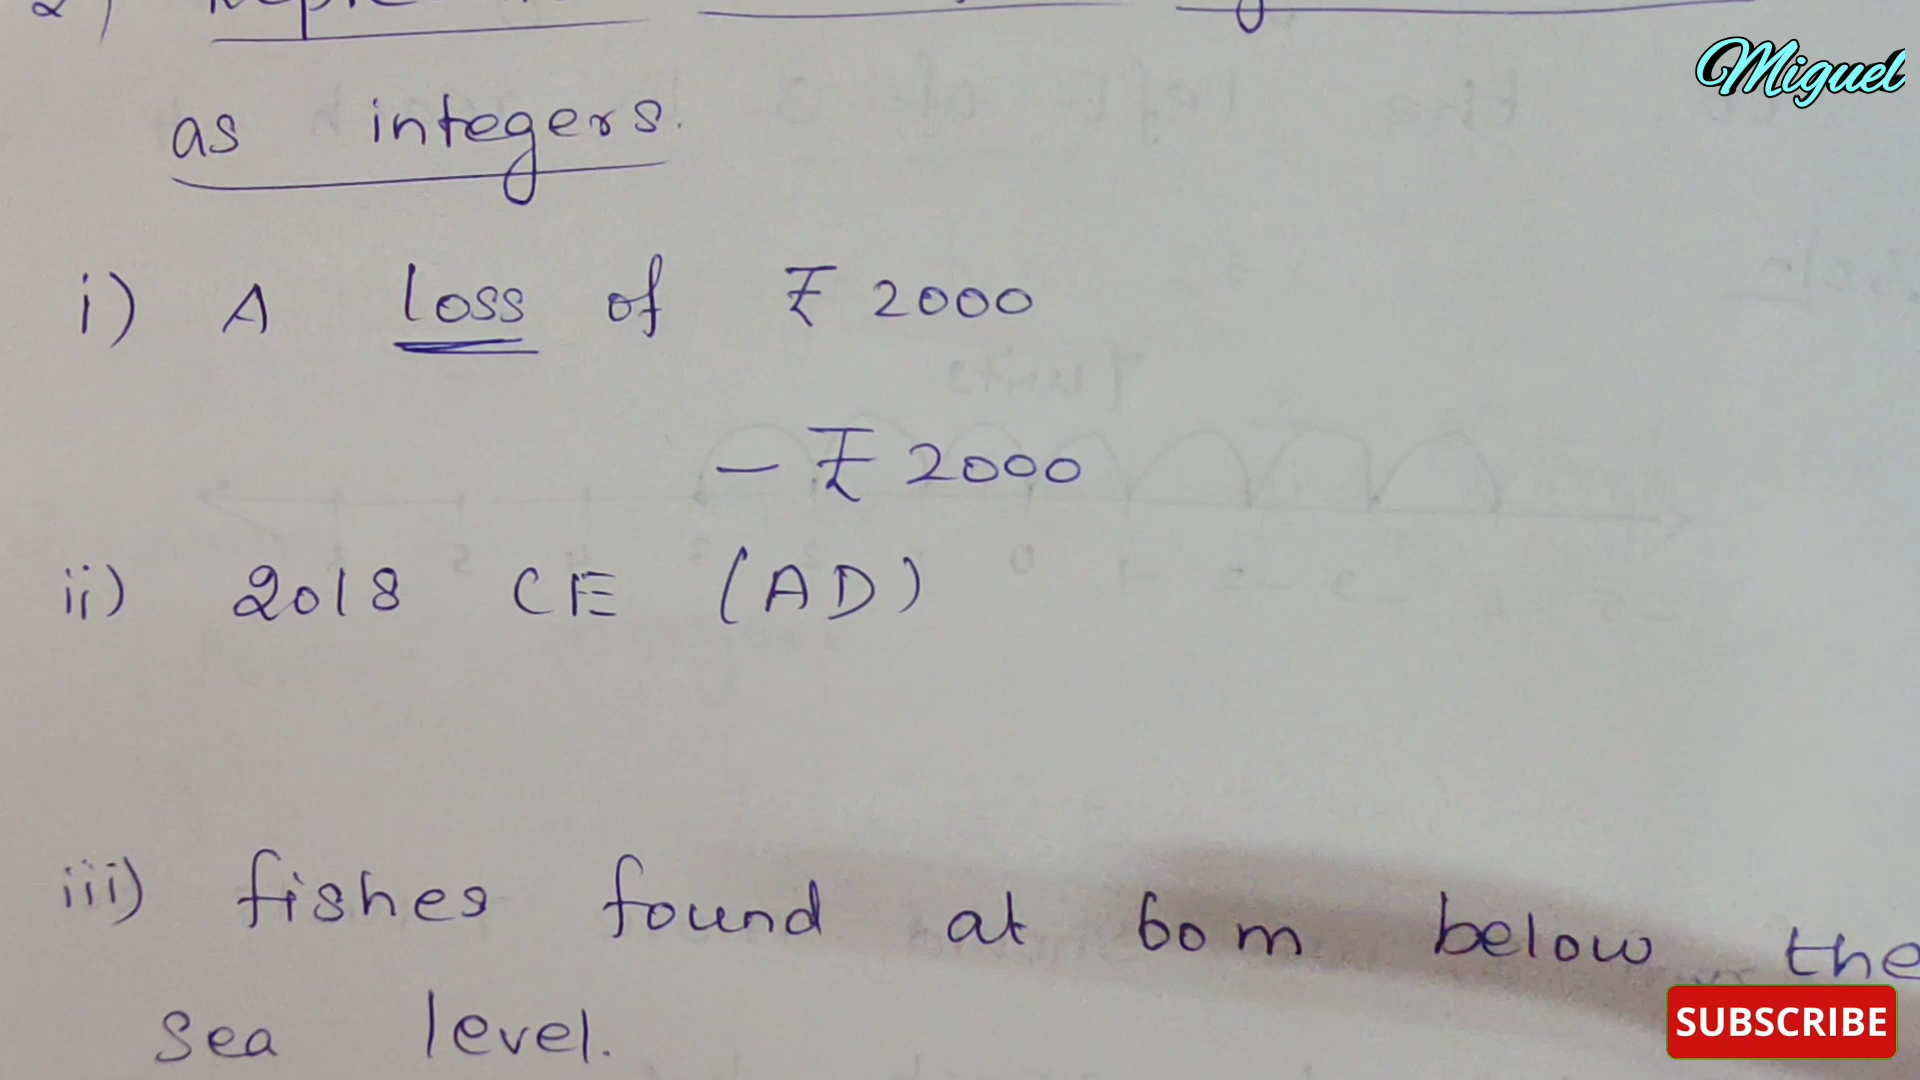 Miguel
as integers.
i) A loss of ₹ 2000
- ₹ 2000
ii) 2018 CE (AD)
iii) fishes found at 60 m below the
sea level.
SUBSCRIBE